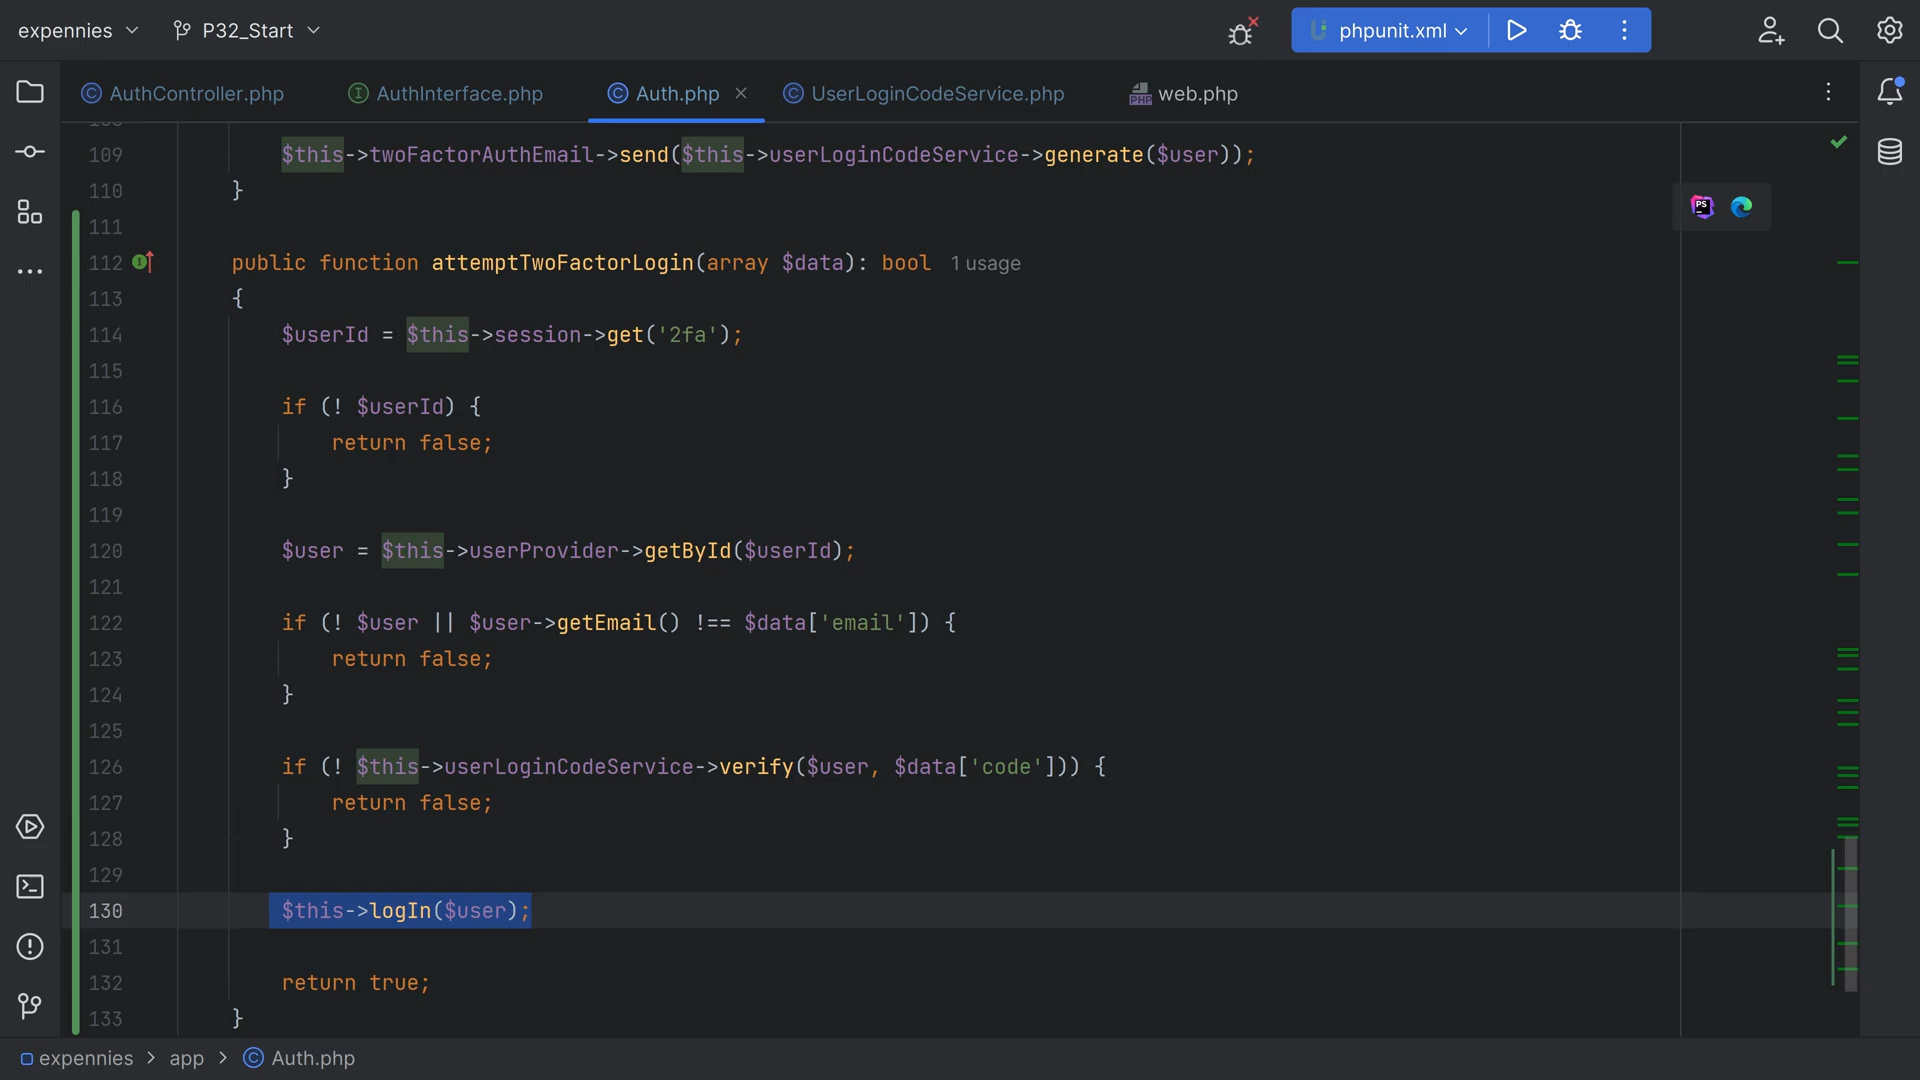 expennies
P32_Start
phpunit.xml
AuthController.php
AuthInterface.php
Auth.php
UserLoginCodeService.php
web.php
109 $this->twoFactorAuthEmail->send($this->userLoginCodeService->generate($user));
110 }
111
112 public function attemptTwoFactorLogin(array $data): bool 1 usage
113 {
114 $userId = $this->session->get('2fa');
115
116 if (! $userId) {
117 return false;
118 }
119
120 $user = $this->userProvider->getById($userId);
121
122 if (! $user || $user->getEmail() !== $data['email']) {
123 return false;
124 }
125
126 if (! $this->userLoginCodeService->verify($user, $data['code'])) {
127 return false;
128 }
129
130 $this->logIn($user);
131
132 return true;
133 }
expennies > app > Auth.php